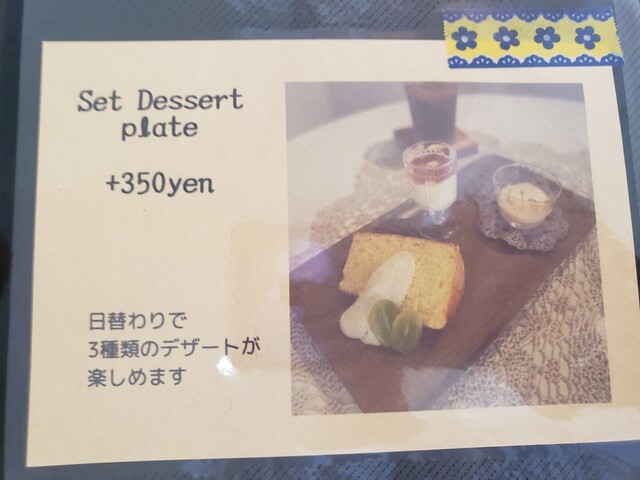 Set Dessert
plate
+350yen
日替わりで
3種類のデザートが
楽しめます